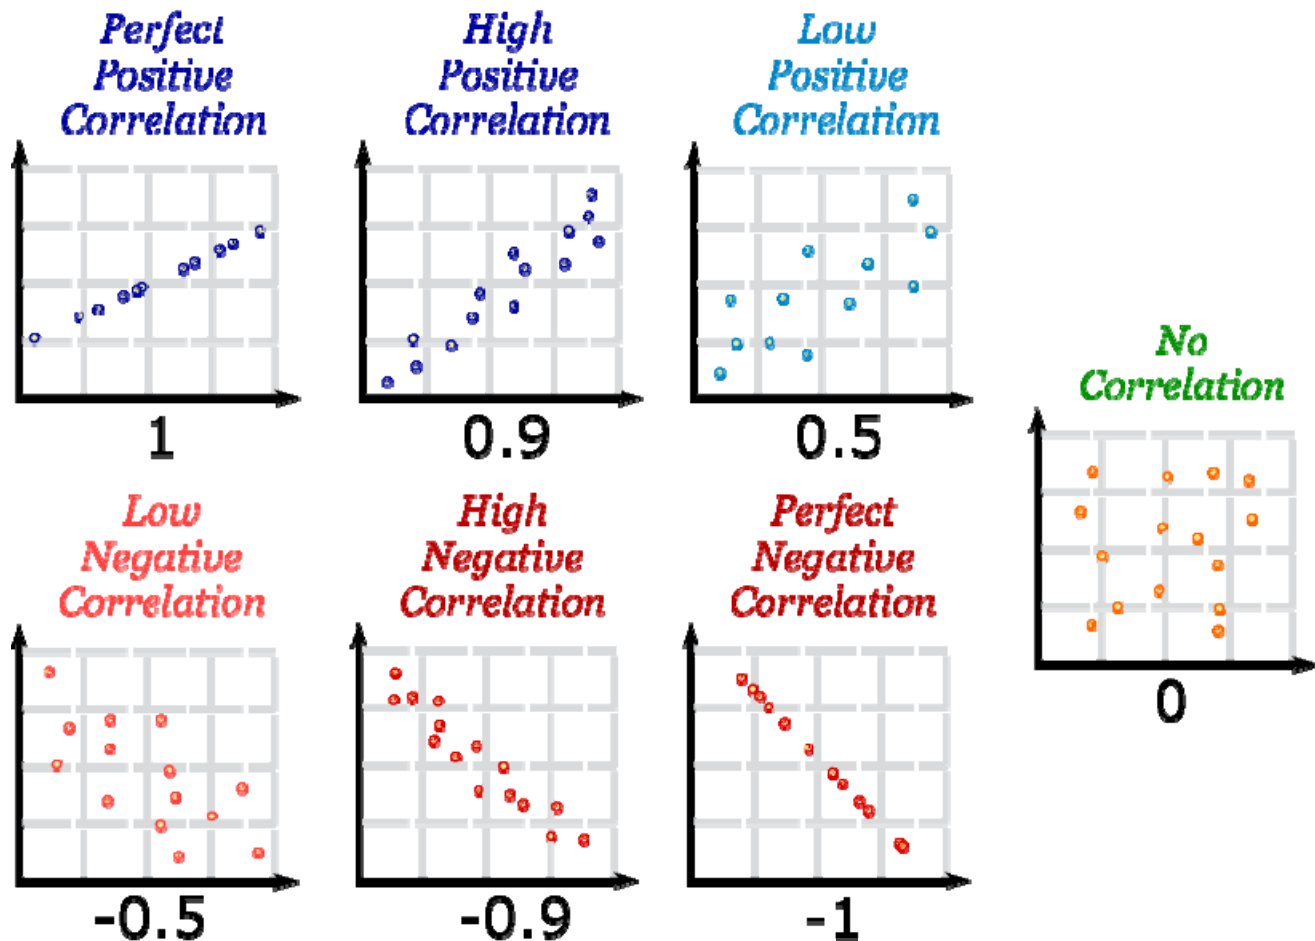 Perfect
Positive
Correlation
1
High
Positive
Correlation
0.9
Low
Positive
Correlation
0.5
No
Correlation
0
Low
Negative
Correlation
-0.5
High
Negative
Correlation
-0.9
Perfect
Negative
Correlation
-1